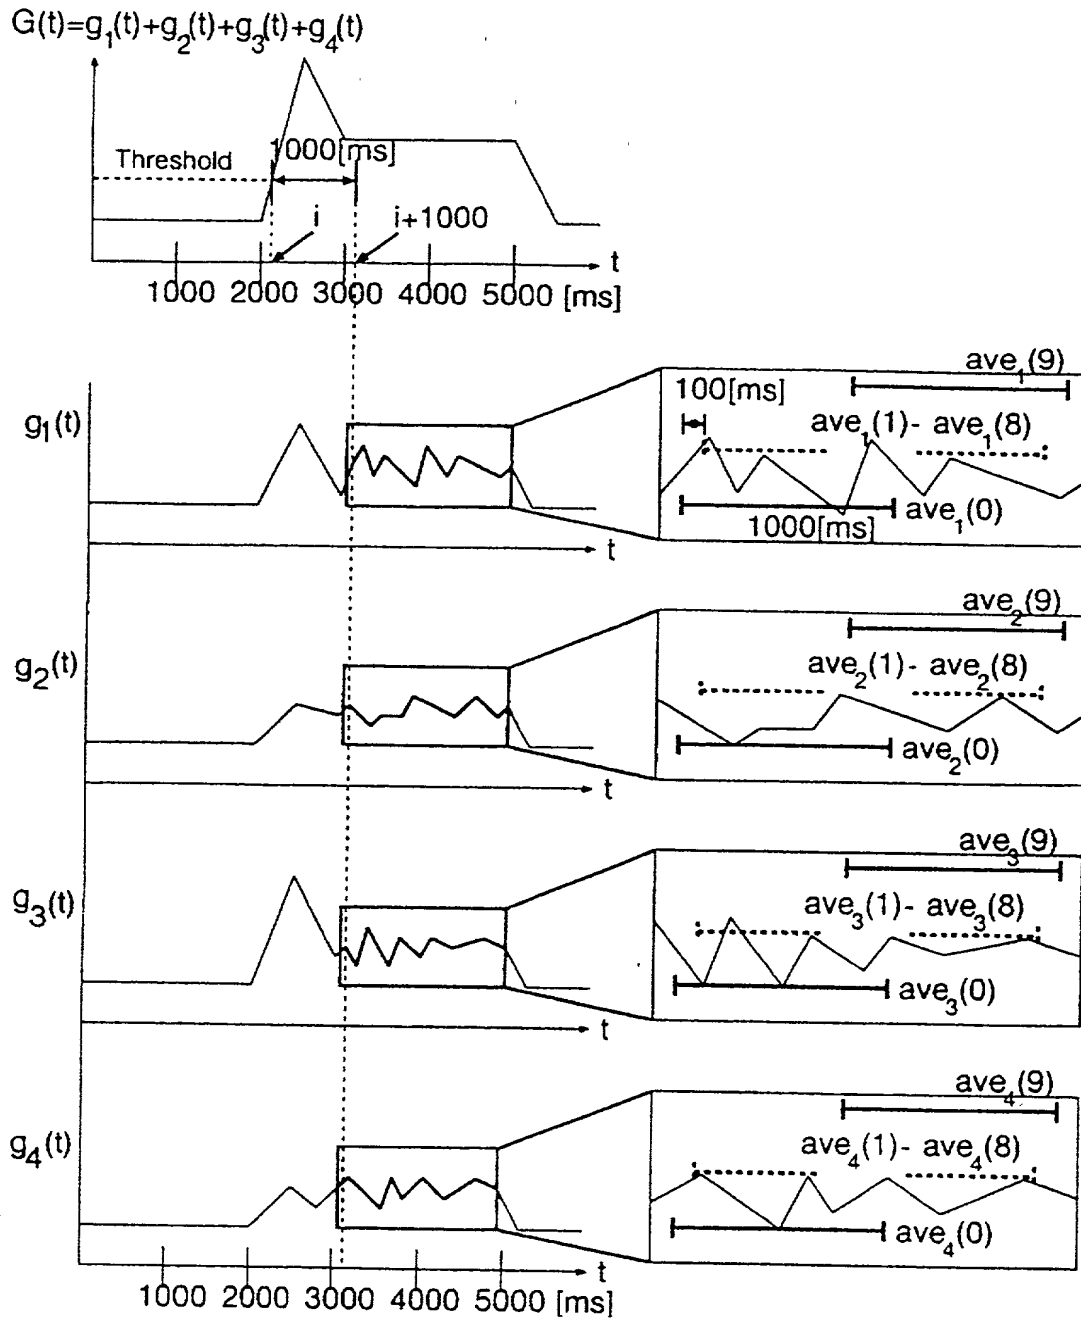 G(t)=g1(t)+g2(t)+g3(t)+g4(t)
1000[ms]
Threshold
i
i+1000
t
1000 2000 3000 4000 5000 [ms]
ave1(9)
100[ms]
g1(t)
ave1(1)- ave1(8)
ave1(0)
1000[ms]
t
ave2(9)
g2(t)
ave2(1)- ave2(8)
ave2(0)
t
ave3(9)
g3(t)
ave3(1)- ave3(8)
ave3(0)
t
ave4(9)
g4(t)
ave4(1)- ave4(8)
ave4(0)
t
1000 2000 3000 4000 5000 [ms]